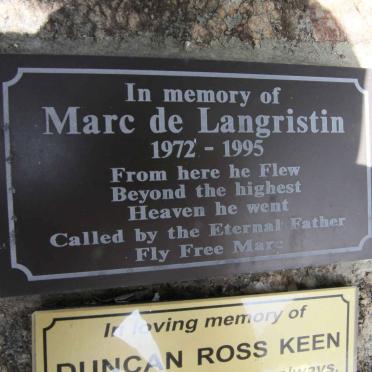 In memory of
Marc de Langristin
1972 - 1995
From here he Flew
Beyond the highest
Heaven he went
Called by the Eternal Father
Fly Free Marc
In loving memory of
DUNCAN ROSS KEEN
always.